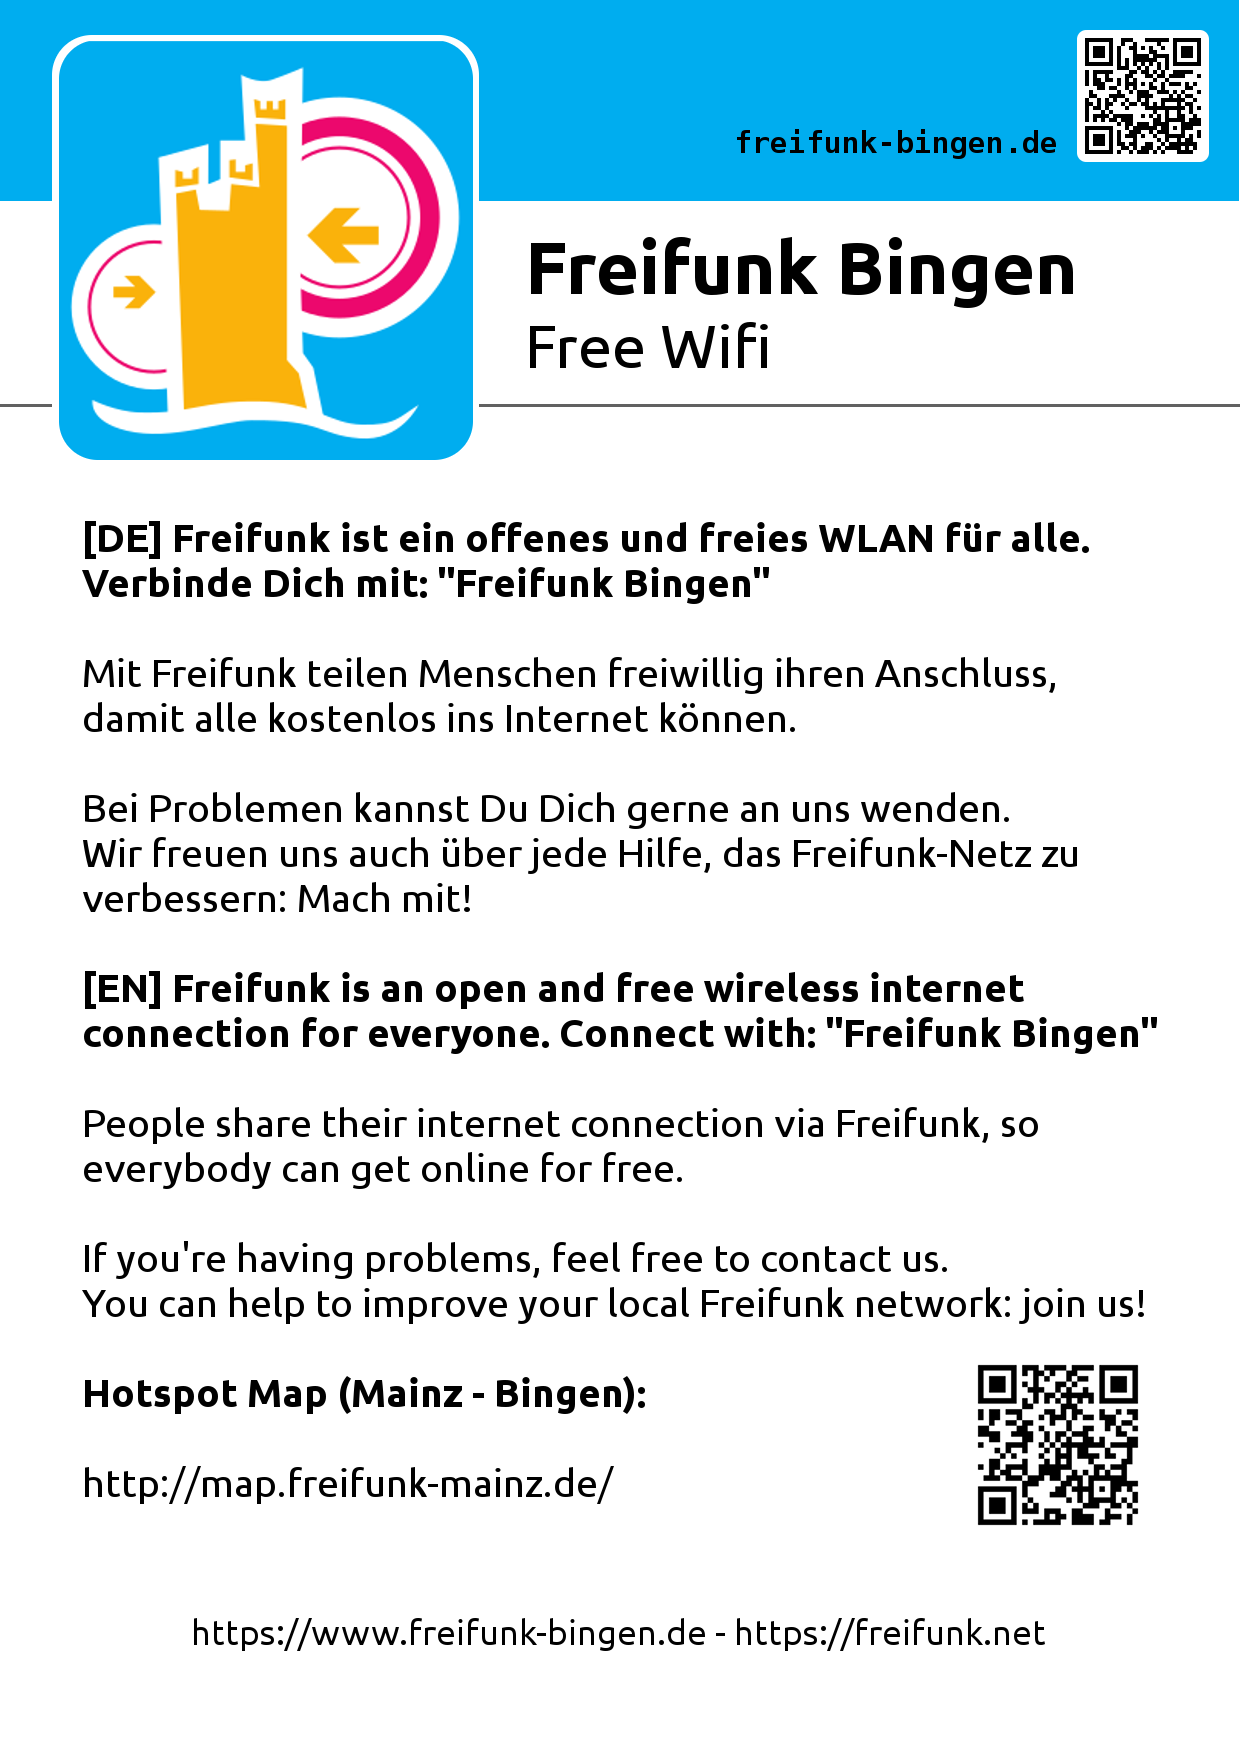 freifunk-bingen.de
Freifunk Bingen
Free Wifi
[DE] Freifunk ist ein offenes und freies WLAN für alle.
Verbinde Dich mit: "Freifunk Bingen"
Mit Freifunk teilen Menschen freiwillig ihren Anschluss,
damit alle kostenlos ins Internet können.
Bei Problemen kannst Du Dich gerne an uns wenden.
Wir freuen uns auch über jede Hilfe, das Freifunk-Netz zu
verbessern: Mach mit!
[EN] Freifunk is an open and free wireless internet
connection for everyone. Connect with: "Freifunk Bingen"
People share their internet connection via Freifunk, so
everybody can get online for free.
If you're having problems, feel free to contact us.
You can help to improve your local Freifunk network: join us!
Hotspot Map (Mainz - Bingen):
http://map.freifunk-mainz.de/
https://www.freifunk-bingen.de - https://freifunk.net